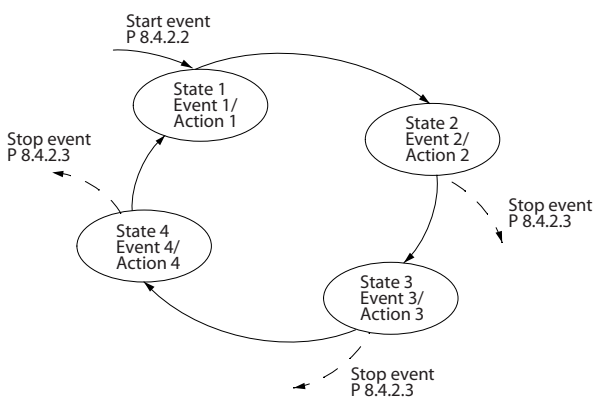 Start event
P 8.4.2.2
State 1
Event 1/
Action 1
State 2
Event 2/
Action 2
Stop event
P 8.4.2.3
Stop event
P 8.4.2.3
State 4
Event 4/
Action 4
State 3
Event 3/
Action 3
Stop event
P 8.4.2.3